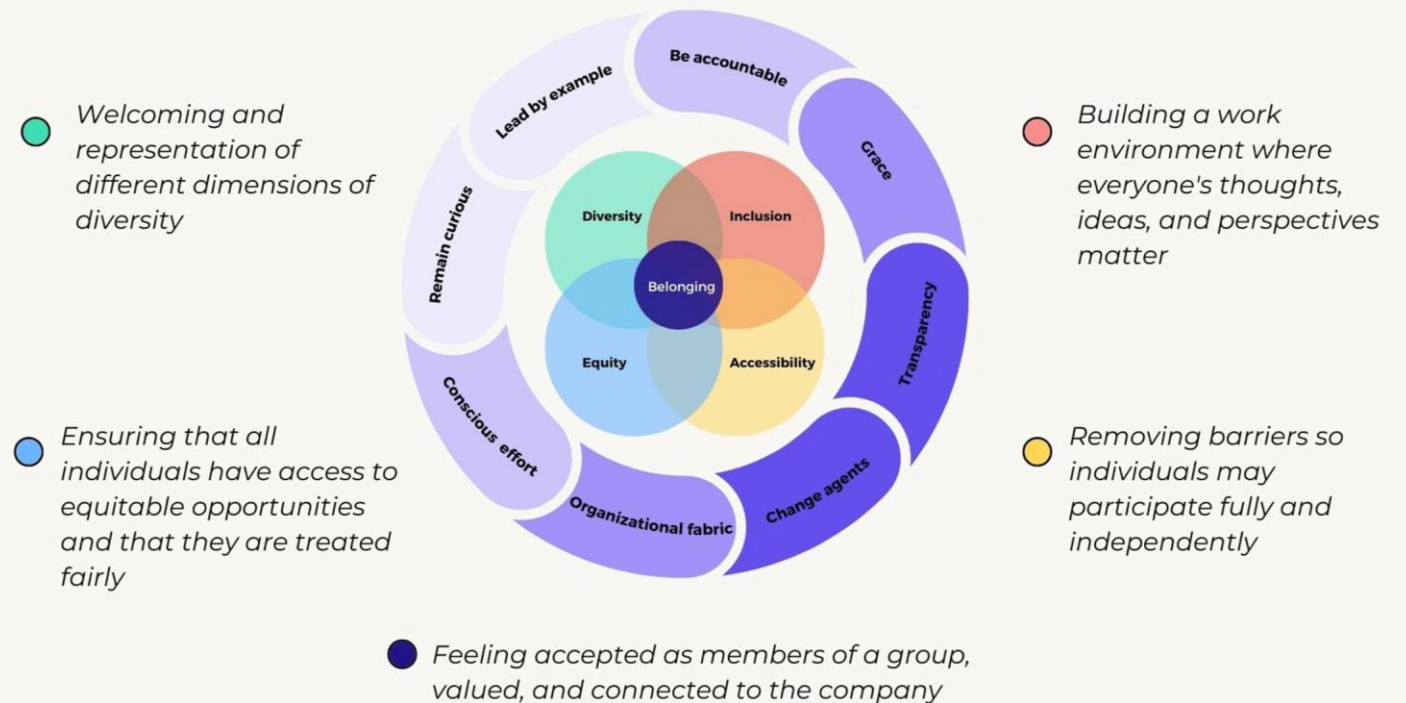 Welcoming and
representation of
different dimensions of
diversity
Ensuring that all
individuals have access to
equitable opportunities
and that they are treated
fairly
Be accountable
Grace
Transparency
Change agents
Organizational fabric
Conscious effort
Remain curious
Lead by example
Diversity
Inclusion
Belonging
Equity
Accessibility
Building a work
environment where
everyone's thoughts,
ideas, and perspectives
matter
Removing barriers so
individuals may
participate fully and
independently
Feeling accepted as members of a group,
valued, and connected to the company